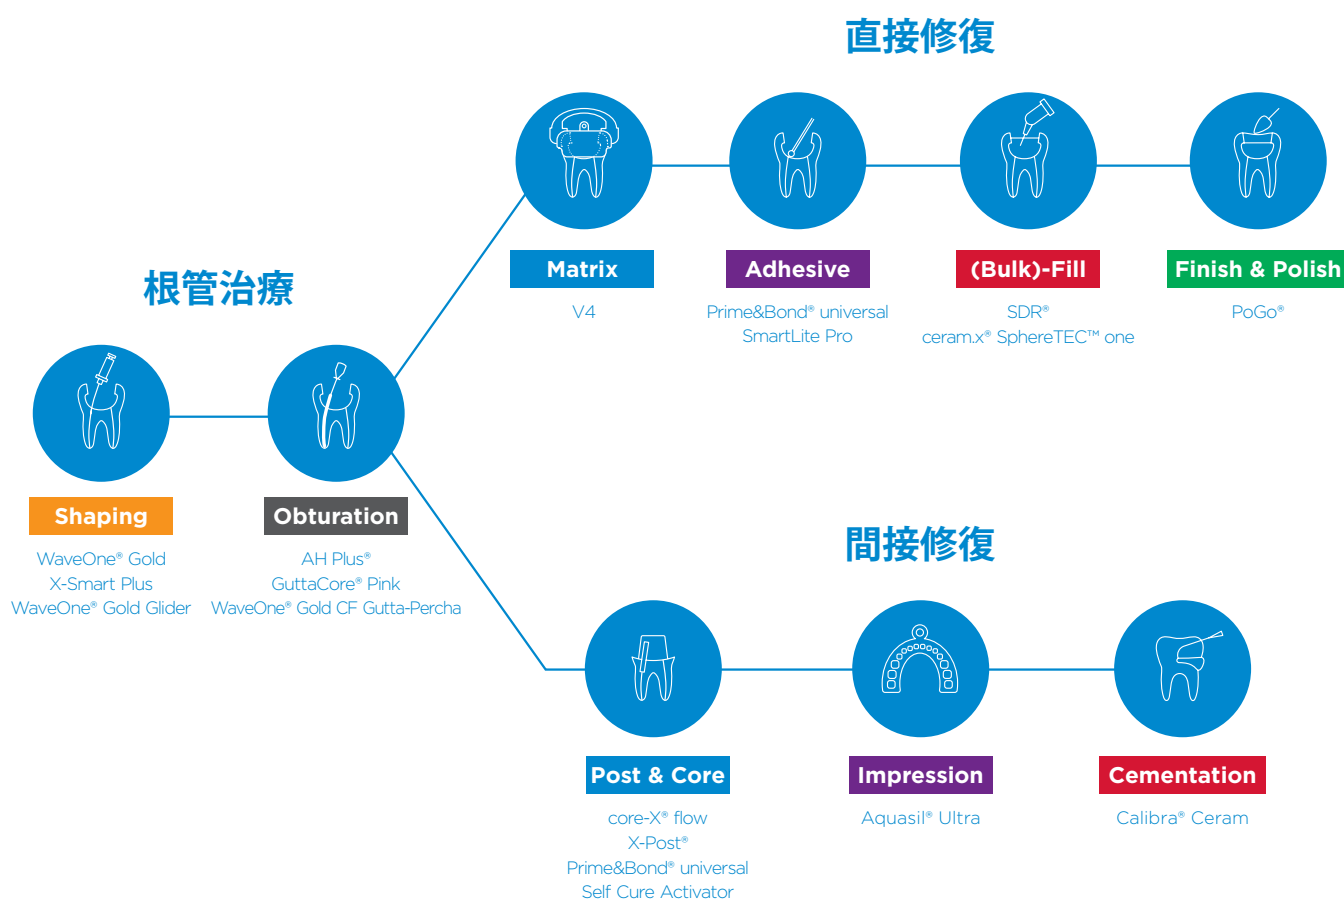 根管治療
Shaping
WaveOne® Gold
X-Smart Plus
WaveOne® Gold Glider
Obturation
AH Plus®
GuttaCore® Pink
WaveOne® Gold CF Gutta-Percha
直接修復
Matrix
V4
Adhesive
Prime&Bond® universal
SmartLite Pro
(Bulk)-Fill
SDR®
ceram.x® SphereTEC™ one
Finish & Polish
PoGo®
間接修復
Post & Core
core-X® flow
X-Post®
Prime&Bond® universal
Self Cure Activator
Impression
Aquasil® Ultra
Cementation
Calibra® Ceram